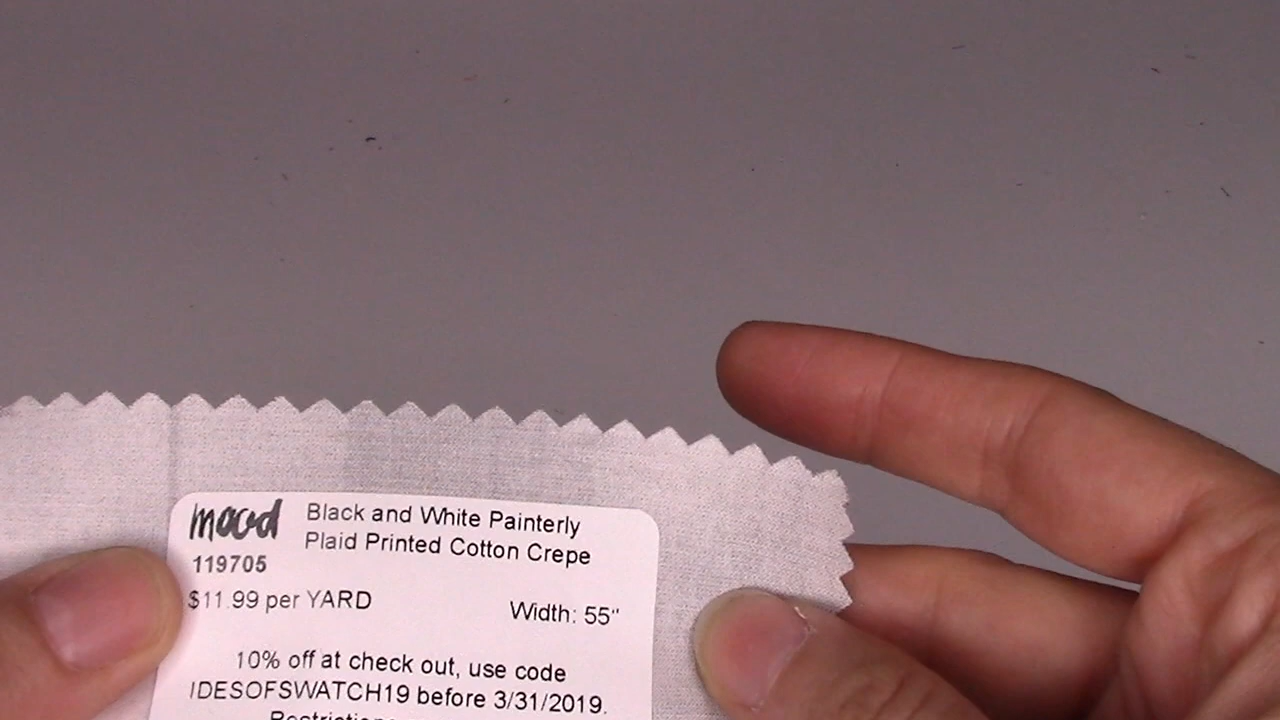 mood
Black and White Painterly
Plaid Printed Cotton Crepe
119705
$11.99 per YARD
Width: 55"
10% off at check out, use code
IDESOFSWATCH19 before 3/31/2019.